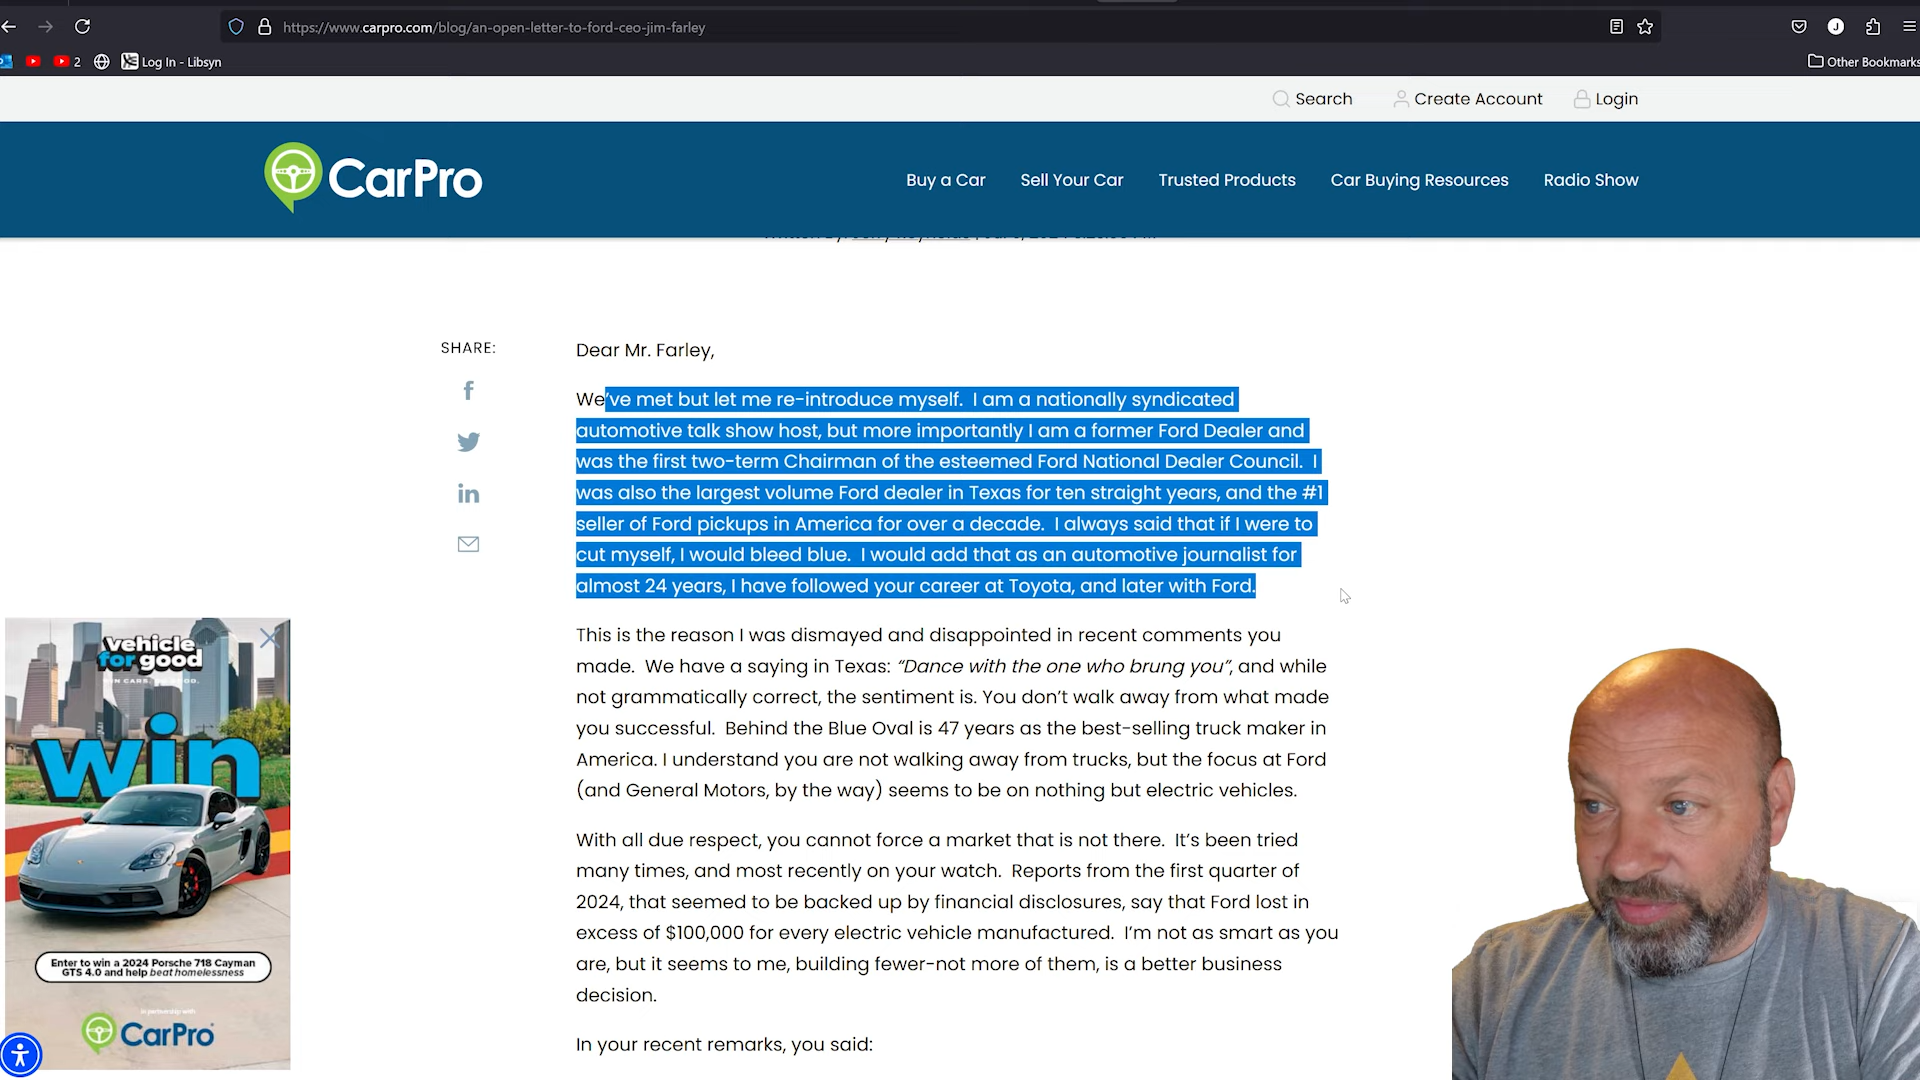 https://www.carpro.com/blog/an-open-letter-to-ford-ceo-jim-farley
J
2
Log In - Libsyn
Other Bookmarks
Search
Create Account
Login
CarPro
Buy a Car
Sell Your Car
Trusted Products
Car Buying Resources
Radio Show
SHARE:
Dear Mr. Farley,
We've met but let me re-introduce myself. I am a nationally syndicated
automotive talk show host, but more importantly I am a former Ford Dealer and
was the first two-term Chairman of the esteemed Ford National Dealer Council. I
was also the largest volume Ford dealer in Texas for ten straight years, and the #1
seller of Ford pickups in America for over a decade. I always said that if I were to
cut myself, I would bleed blue. I would add that as an automotive journalist for
almost 24 years, I have followed your career at Toyota, and later with Ford.
This is the reason I was dismayed and disappointed in recent comments you
made. We have a saying in Texas: “Dance with the one who brung you”, and while
not grammatically correct, the sentiment is. You don’t walk away from what made
you successful. Behind the Blue Oval is 47 years as the best-selling truck maker in
America. I understand you are not walking away from trucks, but the focus at Ford
(and General Motors, by the way) seems to be on nothing but electric vehicles.
With all due respect, you cannot force a market that is not there. It’s been tried
many times, and most recently on your watch. Reports from the first quarter of
2024, that seemed to be backed up by financial disclosures, say that Ford lost in
excess of $100,000 for every electric vehicle manufactured. I’m not as smart as you
are, but it seems to me, building fewer-not more of them, is a better business
decision.
In your recent remarks, you said:
vehicle
for good
WIN CARS. DO GOOD.
win
Enter to win a 2024 Porsche 718 Cayman
GTS 4.0 and help beat homelessness
in partnership with
CarPro